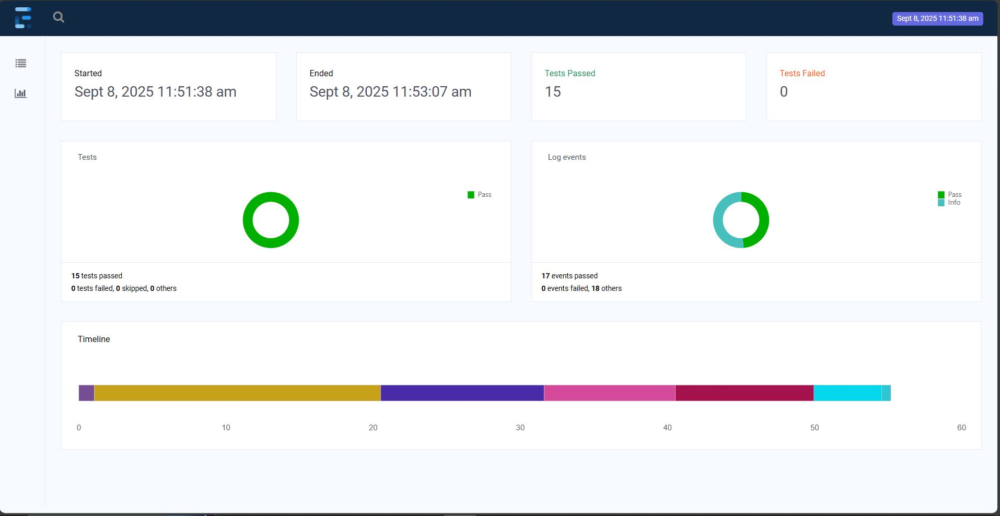 Sept 8, 2025 11:51:38 am
Started
Sept 8, 2025 11:51:38 am
Ended
Sept 8, 2025 11:53:07 am
Tests Passed
15
Tests Failed
0
Tests
Pass
15 tests passed
0 tests failed, 0 skipped, 0 others
Log events
Pass
Info
17 events passed
0 events failed, 18 others
Timeline
0 10 20 30 40 50 60